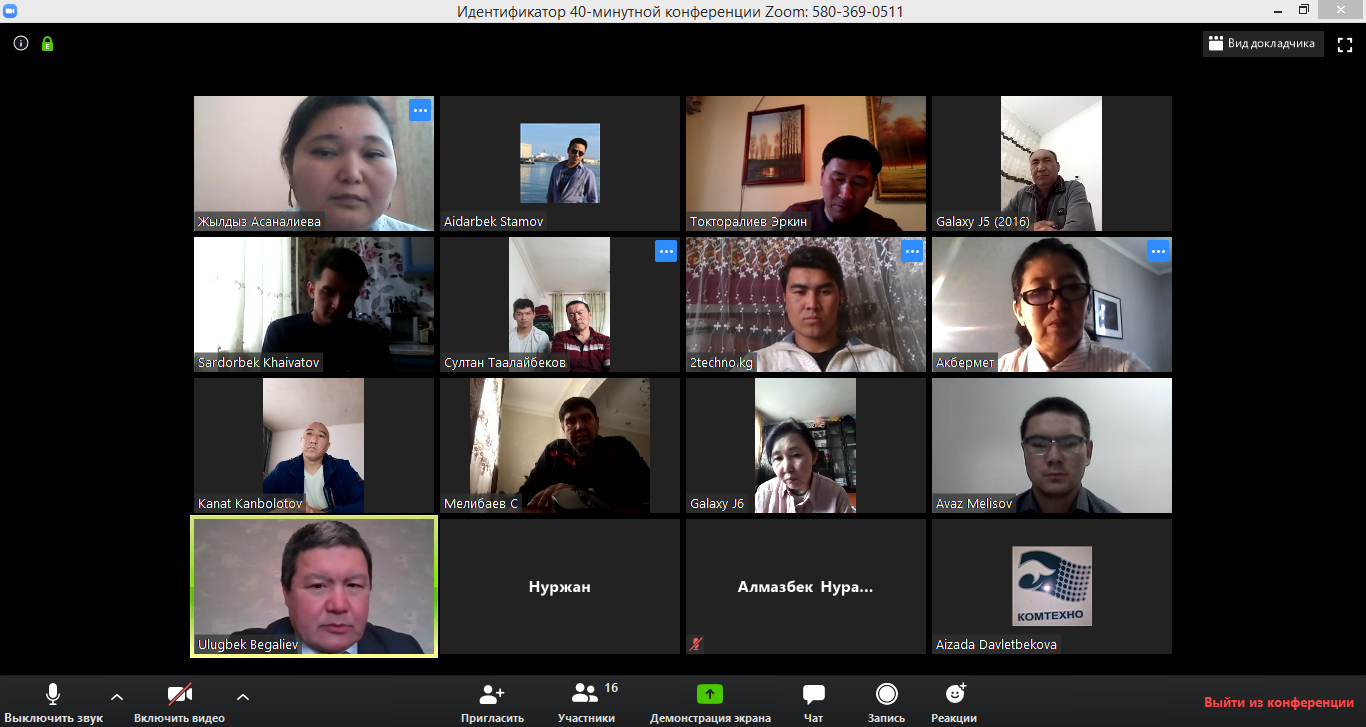 Идентификатор 40-минутной конференции Zoom: 580-369-0511
Вид докладчика
Жылдыз Асаналиева
Aidarbek Stamov
Токторалиев Эркин
Galaxy J5 (2016)
Sardorbek Khaivatov
Султан Таалайбеков
2techno.kg
Акбермет
Kanat Kanbolotov
Мелибаев С
Galaxy J6
Avaz Melisov
Ulugbek Begaliev
Нуржан
Алмазбек Нура...
КОМТЕХНО
Aizada Davletbekova
Выключить звук
Включить видео
Пригласить
16
Участники
Демонстрация экрана
Чат
Запись
Реакции
Выйти из конференции